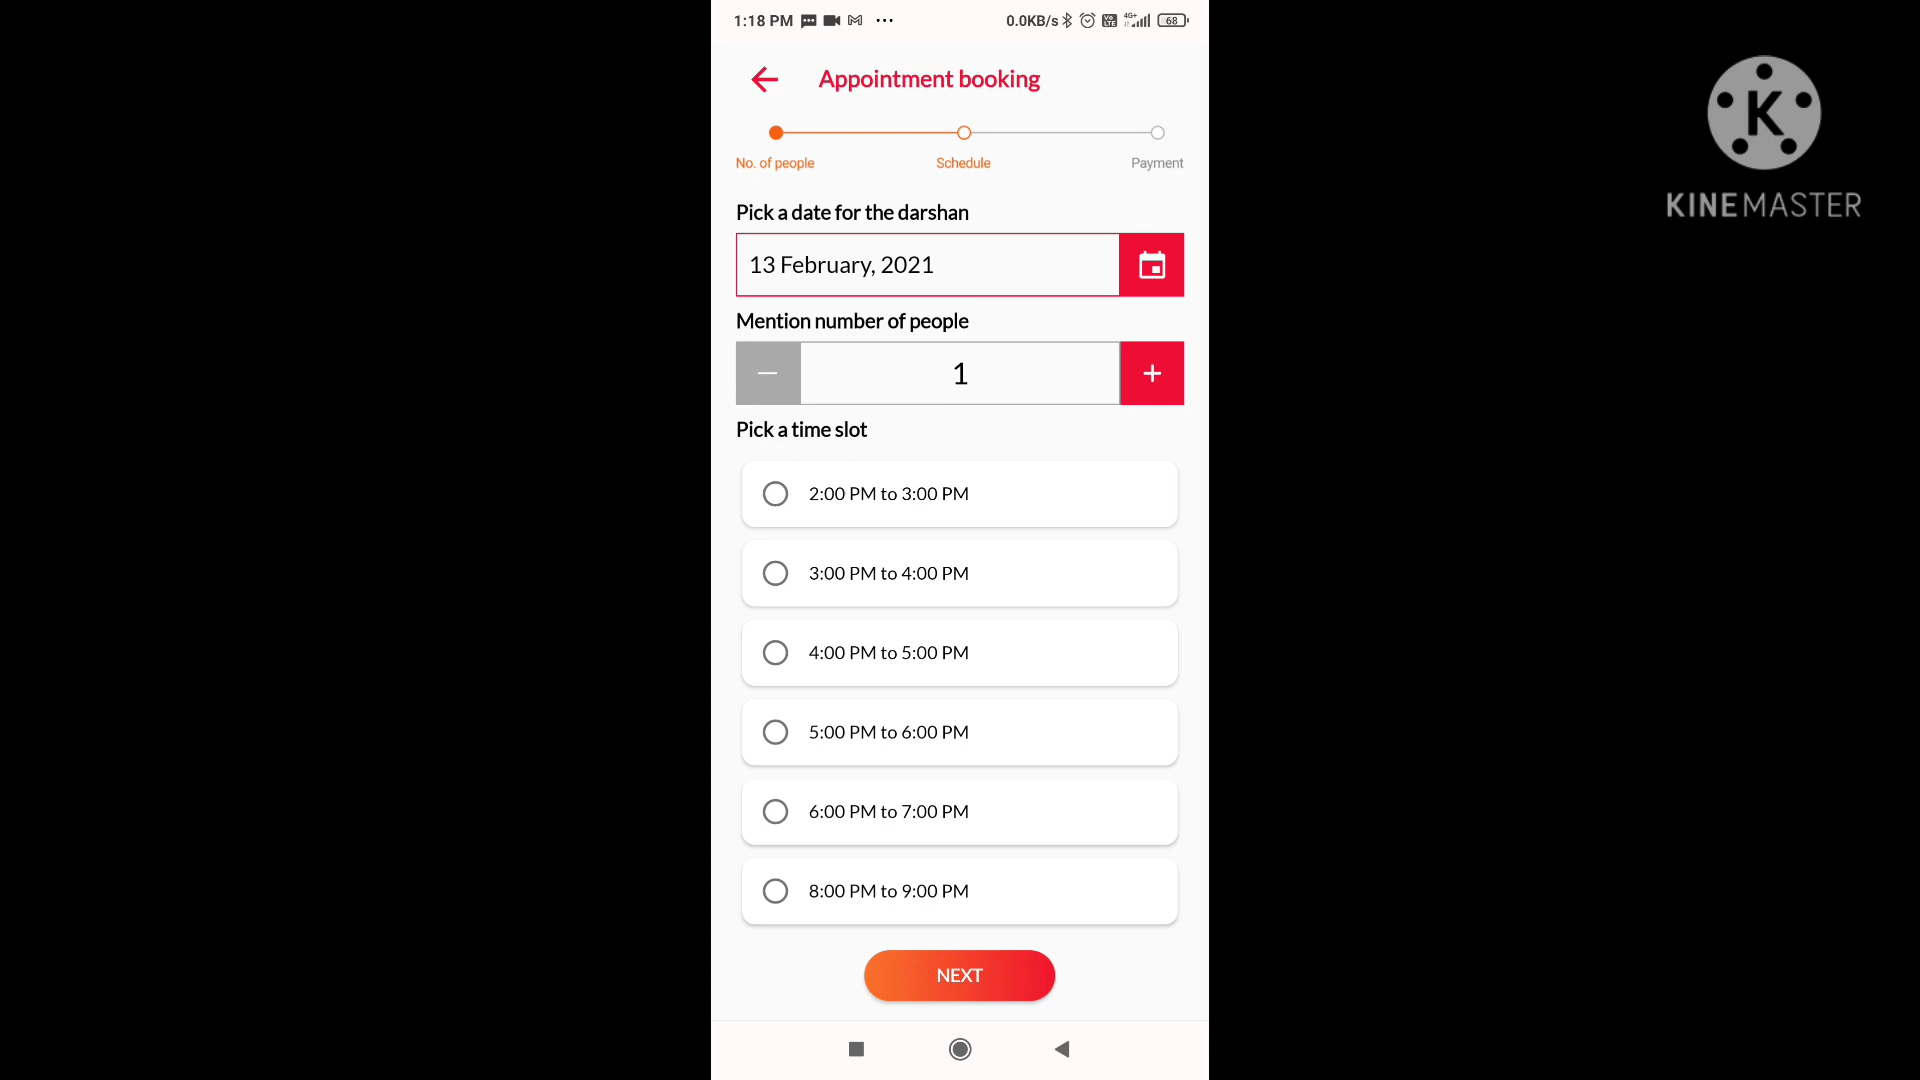 1:18 PM 0.0KB/s 4G+ 68
Appointment booking
No. of people Schedule Payment
Pick a date for the darshan
13 February, 2021
Mention number of people
1
Pick a time slot
2:00 PM to 3:00 PM
3:00 PM to 4:00 PM
4:00 PM to 5:00 PM
5:00 PM to 6:00 PM
6:00 PM to 7:00 PM
8:00 PM to 9:00 PM
NEXT
K
KINEMASTER